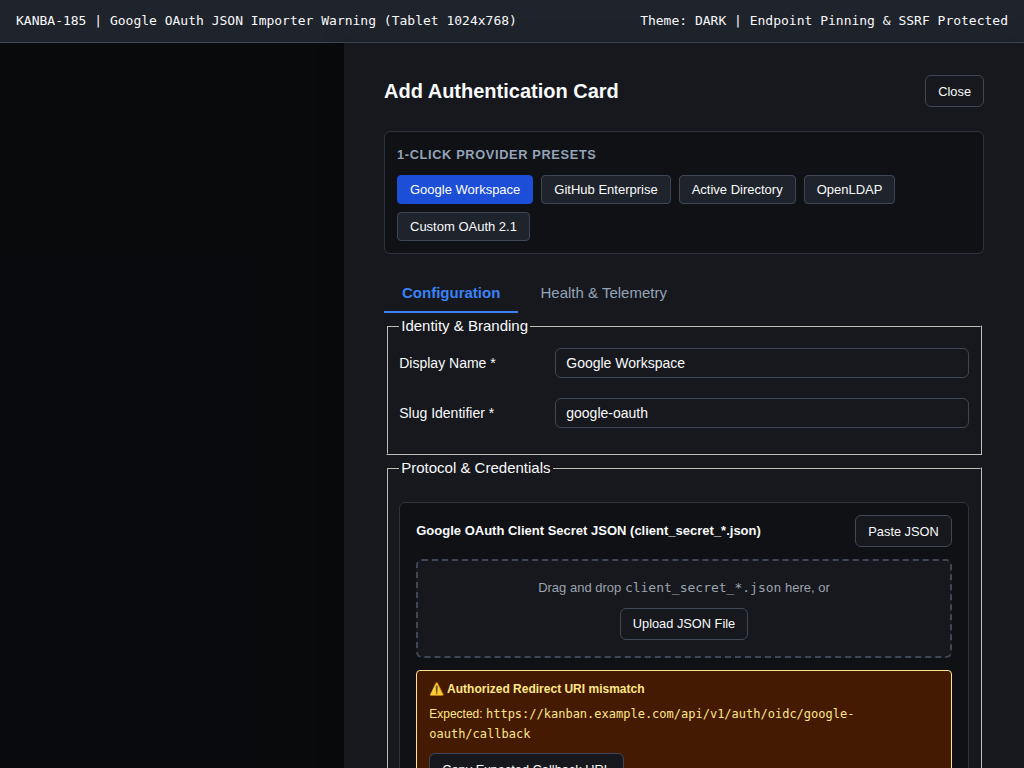 KANBA-185 | Google OAuth JSON Importer Warning (Tablet 1024x768)
Theme: DARK | Endpoint Pinning & SSRF Protected
Add Authentication Card
Close
1-CLICK PROVIDER PRESETS
Google Workspace
GitHub Enterprise
Active Directory
OpenLDAP
Custom OAuth 2.1
Configuration
Health & Telemetry
Identity & Branding
Display Name *
Google Workspace
Slug Identifier *
google-oauth
Protocol & Credentials
Google OAuth Client Secret JSON (client_secret_*.json)
Paste JSON
Drag and drop client_secret_*.json here, or
Upload JSON File
⚠️ Authorized Redirect URI mismatch
Expected: https://kanban.example.com/api/v1/auth/oidc/google-
oauth/callback
Copy Expected Callback URL